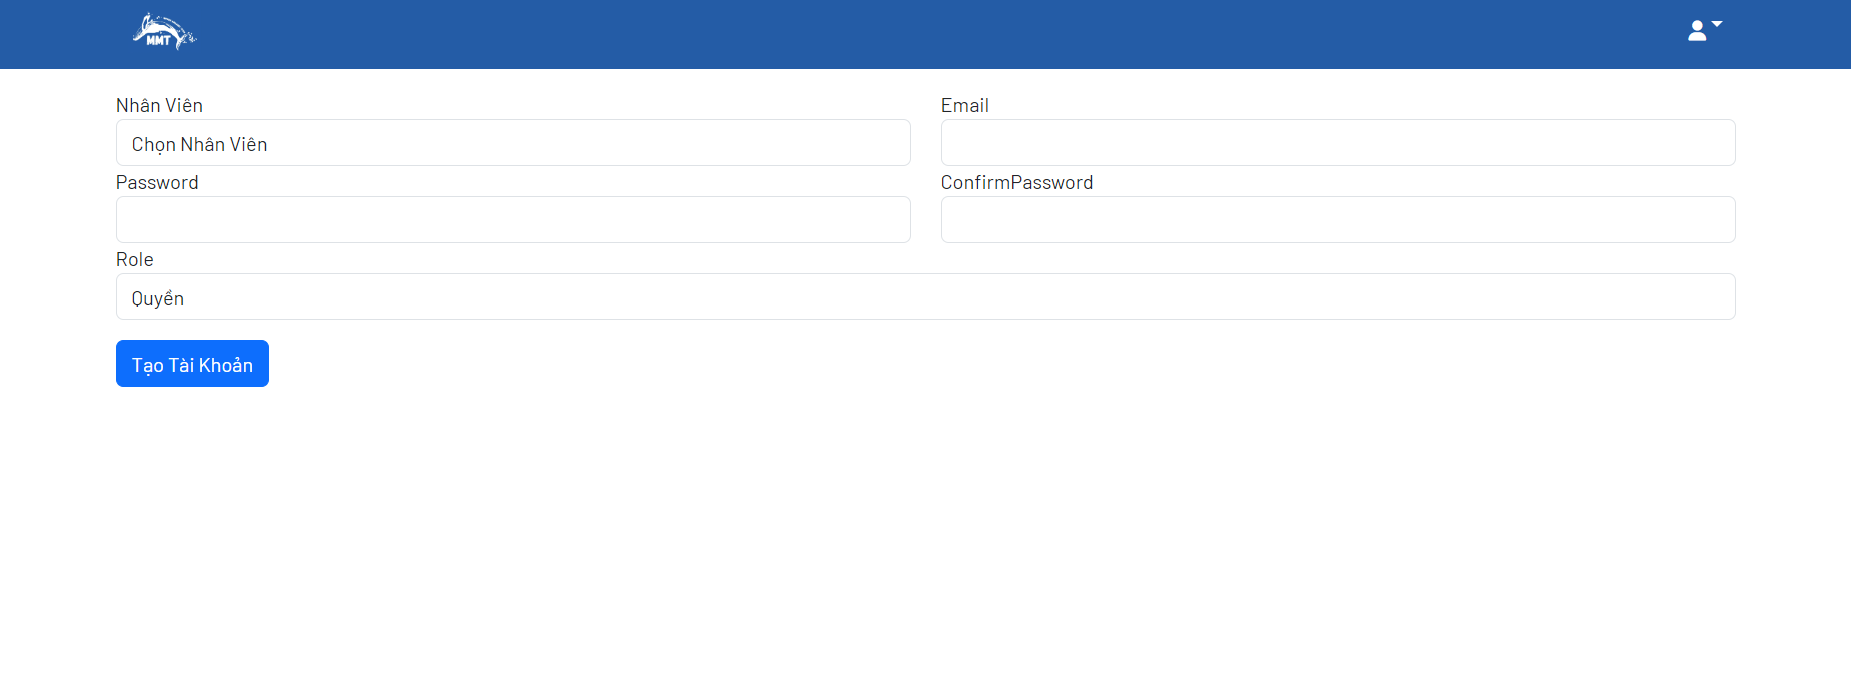 MMT
Nhân Viên
Email
Chọn Nhân Viên
Password
ConfirmPassword
Role
Quyền
Tạo Tài Khoản